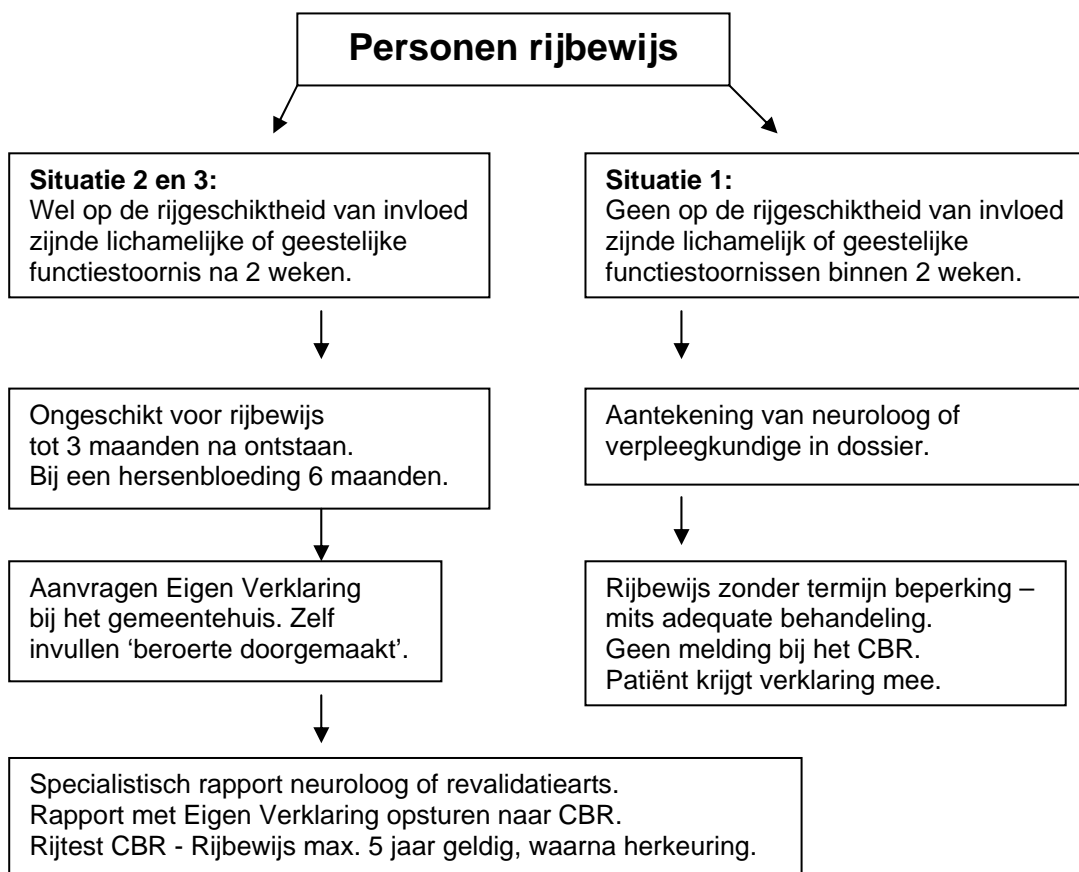 Personen rijbewijs
Situatie 2 en 3:
Wel op de rijgeschiktheid van invloed
zijnde lichamelijke of geestelijke
functiestoornis na 2 weken.
Situatie 1:
Geen op de rijgeschiktheid van invloed
zijnde lichamelijk of geestelijke
functiestoornissen binnen 2 weken.
Ongeschikt voor rijbewijs
tot 3 maanden na ontstaan.
Bij een hersenbloeding 6 maanden.
Aantekening van neuroloog of
verpleegkundige in dossier.
Aanvragen Eigen Verklaring
bij het gemeentehuis. Zelf
invullen ‘beroerte doorgemaakt’.
Rijbewijs zonder termijn beperking –
mits adequate behandeling.
Geen melding bij het CBR.
Patiënt krijgt verklaring mee.
Specialistisch rapport neuroloog of revalidatiearts.
Rapport met Eigen Verklaring opsturen naar CBR.
Rijtest CBR - Rijbewijs max. 5 jaar geldig, waarna herkeuring.